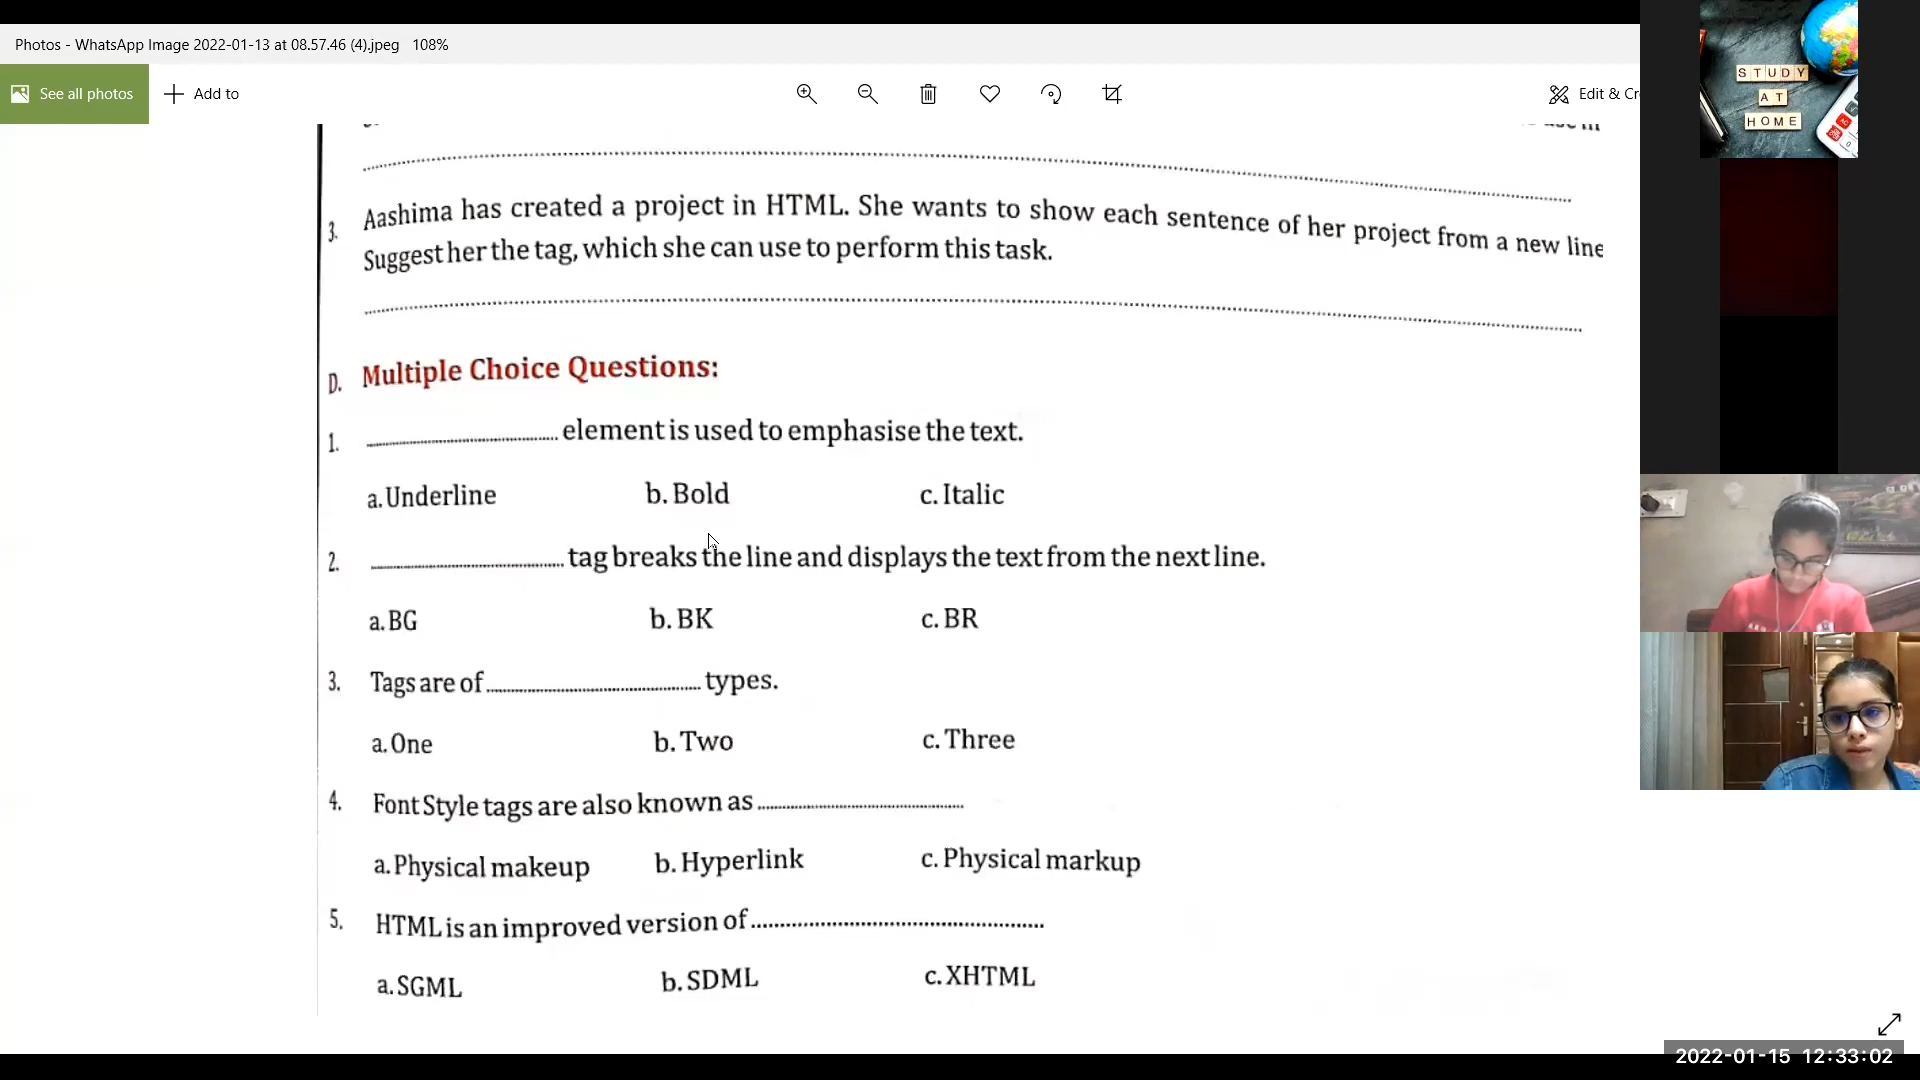 Photos - WhatsApp Image 2022-01-13 at 08.57.46 (4).jpeg 108%
See all photos
Add to
Edit & Cr
3. Aashima has created a project in HTML. She wants to show each sentence of her project from a new line
Suggest her the tag, which she can use to perform this task.
D. Multiple Choice Questions:
1. .................... element is used to emphasise the text.
a. Underline b. Bold c. Italic
2. .................... tag breaks the line and displays the text from the next line.
a. BG b. BK c. BR
3. Tags are of .................... types.
a. One b. Two c. Three
4. Font Style tags are also known as ....................
a. Physical makeup b. Hyperlink c. Physical markup
5. HTML is an improved version of ....................
a. SGML b. SDML c. XHTML
STUDY
AT
HOME
2022-01-15 12:33:02